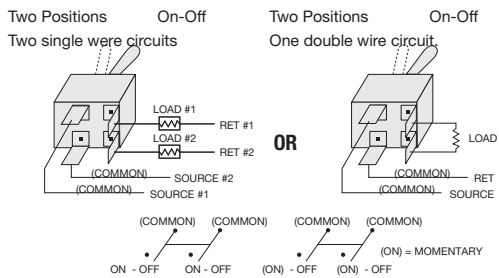 Two Positions On-Off
Two single were circuits
LOAD #1
RET #1
LOAD #2
RET #2
(COMMON)
SOURCE #2
(COMMON)
SOURCE #1
OR
Two Positions On-Off
One double wire circuit.
LOAD
(COMMON)
RET
(COMMON)
SOURCE
(COMMON) (COMMON)
ON - OFF ON - OFF
(COMMON) (COMMON)
(ON) - OFF (ON) - OFF
(ON) = MOMENTARY